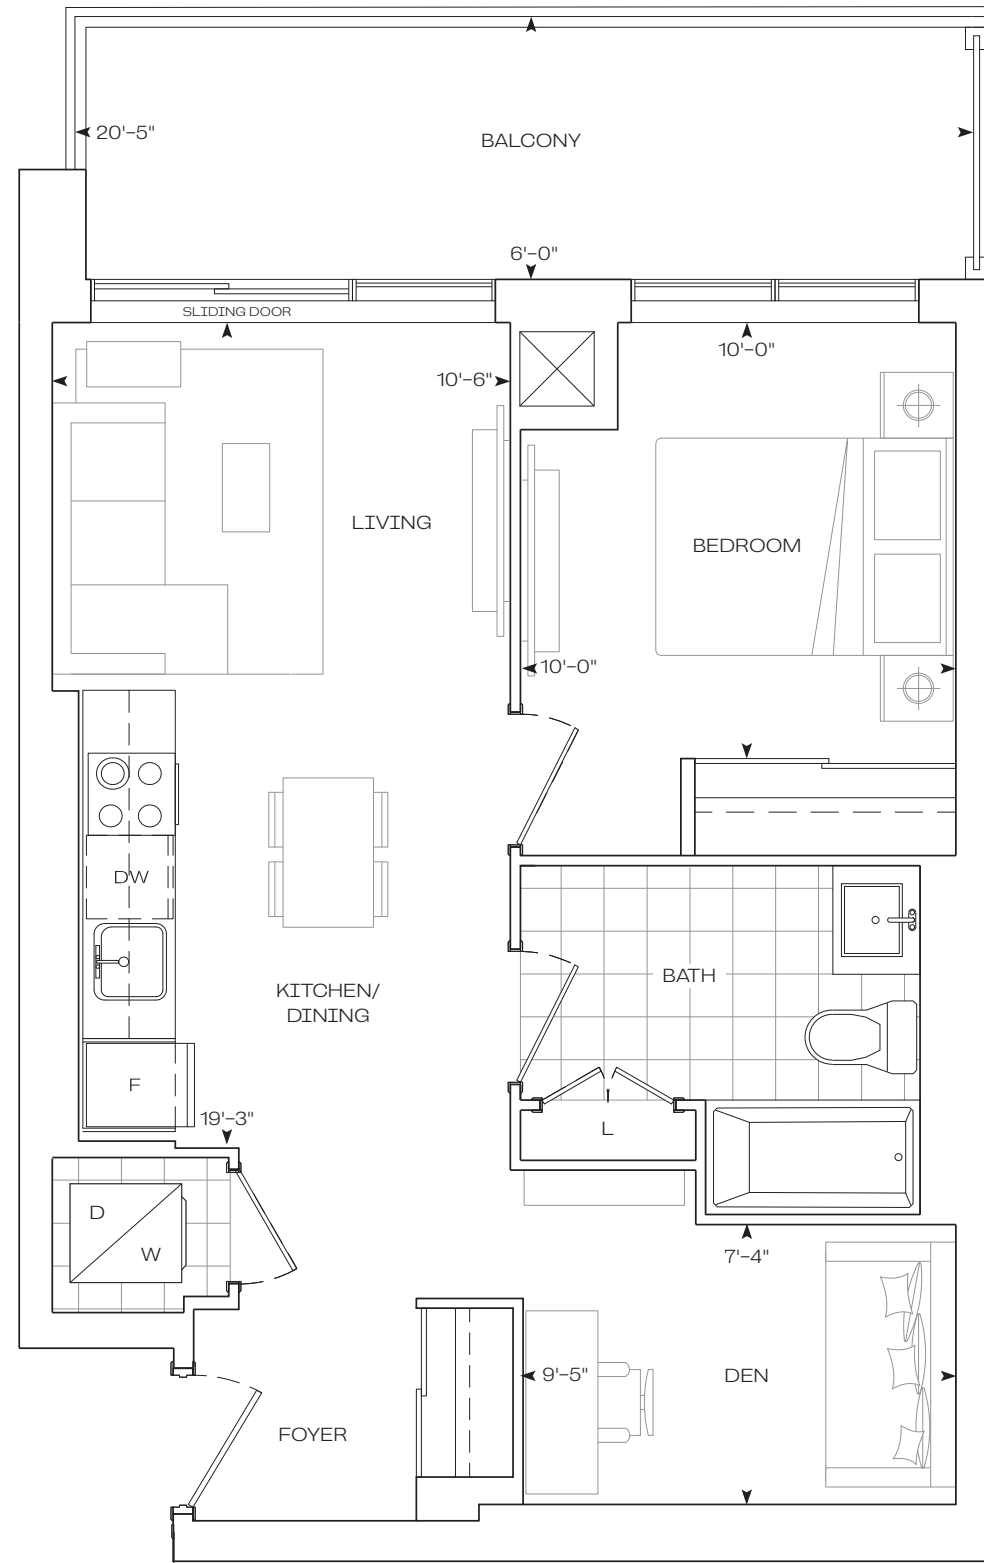 20'-5"
BALCONY
6'-0"
SLIDING DOOR
10'-0"
10'-6"
LIVING
BEDROOM
10'-0"
DW
BATH
KITCHEN/
DINING
F
19'-3"
L
D
W
7'-4"
9'-5"
DEN
FOYER